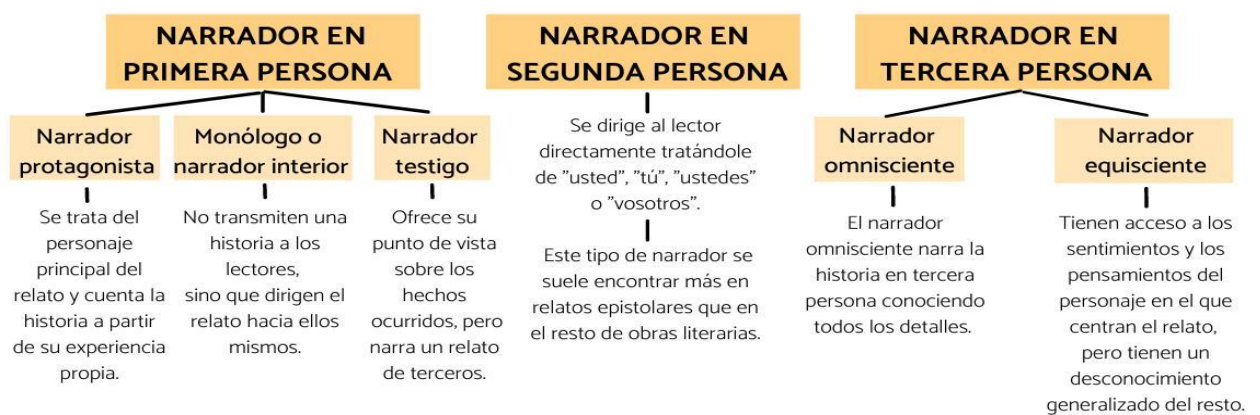 NARRADOR EN
PRIMERA PERSONA
Narrador
protagonista
Se trata del
personaje
principal del
relato y cuenta la
historia a partir
de su experiencia
propia.
Monólogo o
narrador interior
No transmiten una
historia a los
lectores,
sino que dirigen el
relato hacia ellos
mismos.
Narrador
testigo
Ofrece su
punto de vista
sobre los
hechos
ocurridos, pero
narra un relato
de terceros.
NARRADOR EN
SEGUNDA PERSONA
Se dirige al lector
directamente tratándole
de "usted", "tú", "ustedes"
o "vosotros".
Este tipo de narrador se
suele encontrar más en
relatos epistolares que en
el resto de obras literarias.
NARRADOR EN
TERCERA PERSONA
Narrador
omnisciente
El narrador
omnisciente narra la
historia en tercera
persona conociendo
todos los detalles.
Narrador
equisciente
Tienen acceso a los
sentimientos y los
pensamientos del
personaje en el que
centran el relato,
pero tienen un
desconocimiento
generalizado del resto.